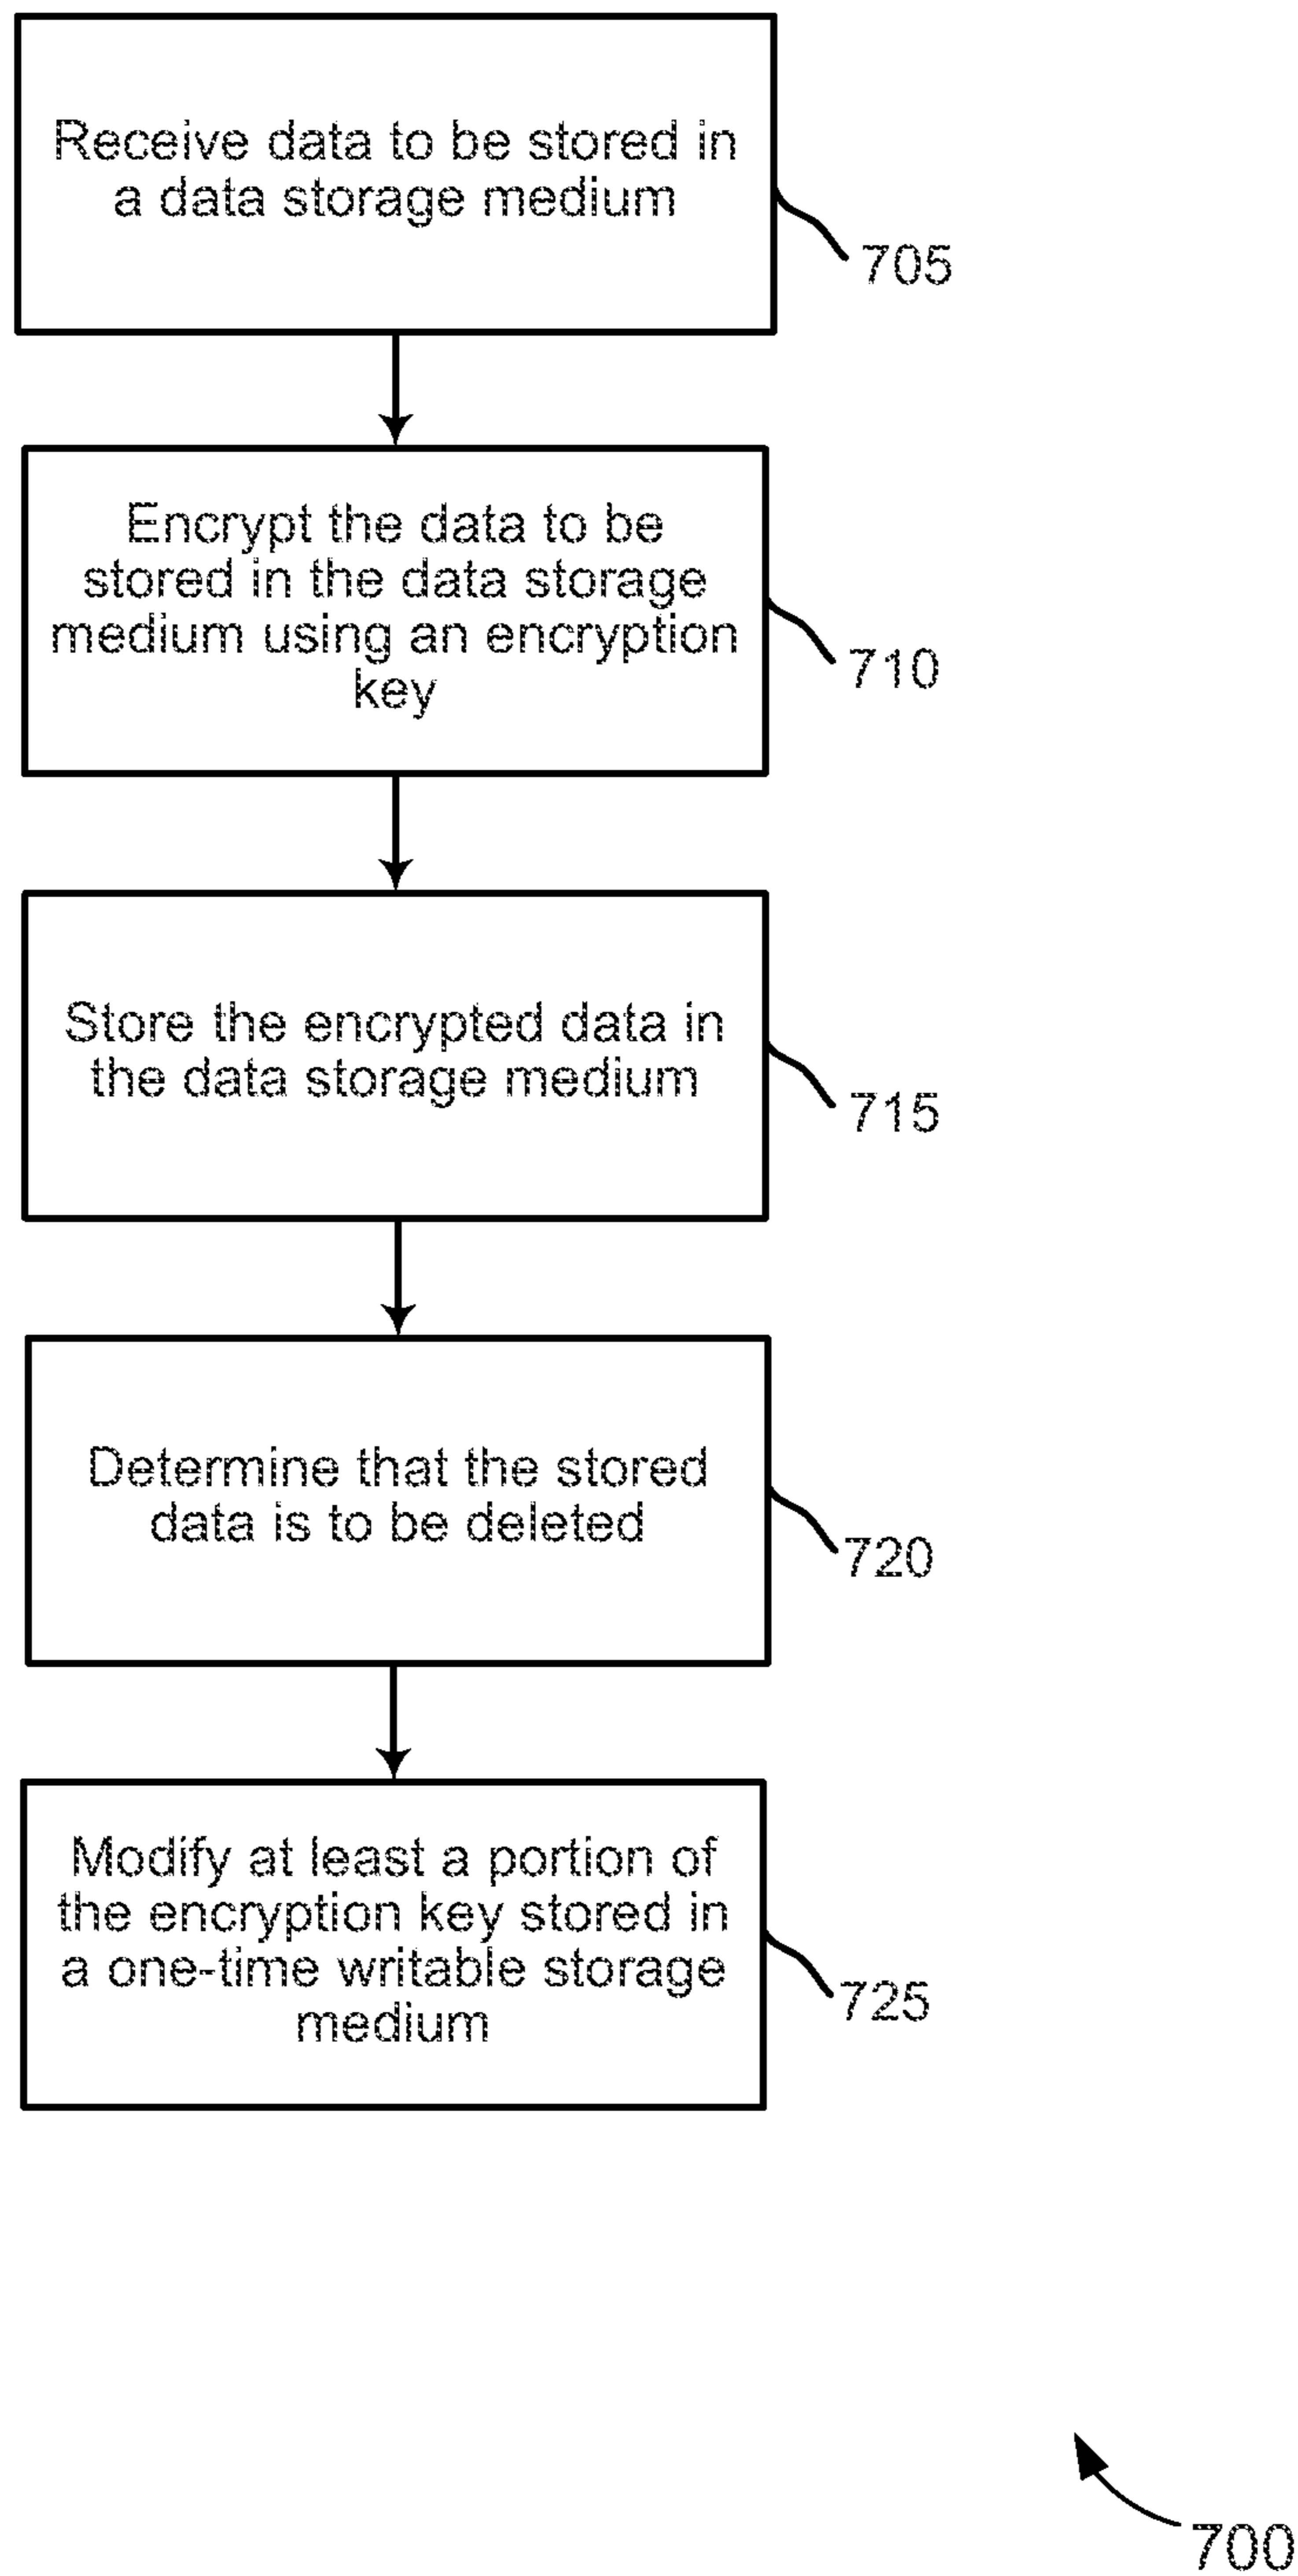 Receive data to be stored in
a data storage medium
705
Encrypt the data to be
stored in the data storage
medium using an encryption
key
710
Store the encrypted data in
the data storage medium
715
Determine that the stored
data is to be deleted
720
Modify at least a portion of
the encryption key stored in
a one-time writable storage
medium
725
700